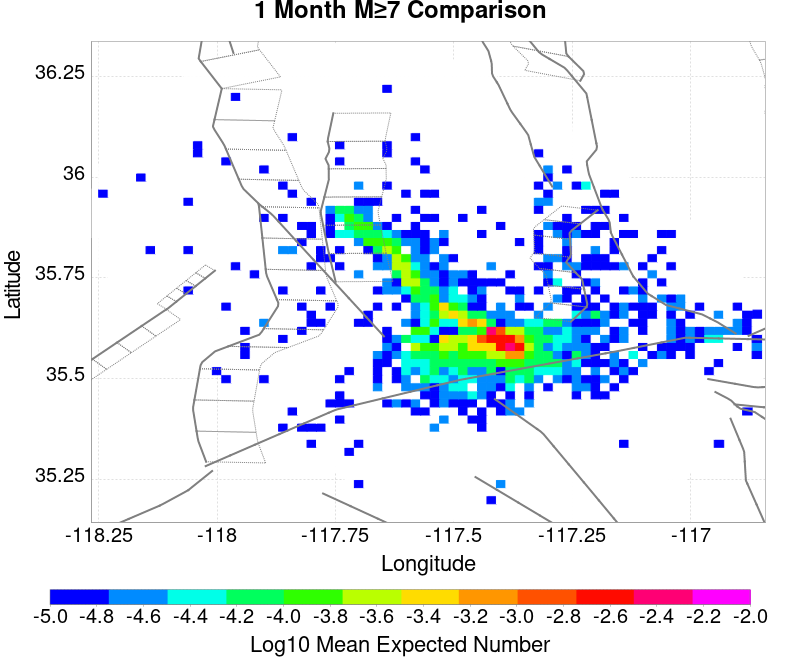 1 Month M≥7 Comparison
36.25
36
35.75
35.5
35.25
Latitude
-118.25 -118 -117.75 -117.5 -117.25 -117
Longitude
-5.0 -4.8 -4.6 -4.4 -4.2 -4.0 -3.8 -3.6 -3.4 -3.2 -3.0 -2.8 -2.6 -2.4 -2.2 -2.0
Log10 Mean Expected Number